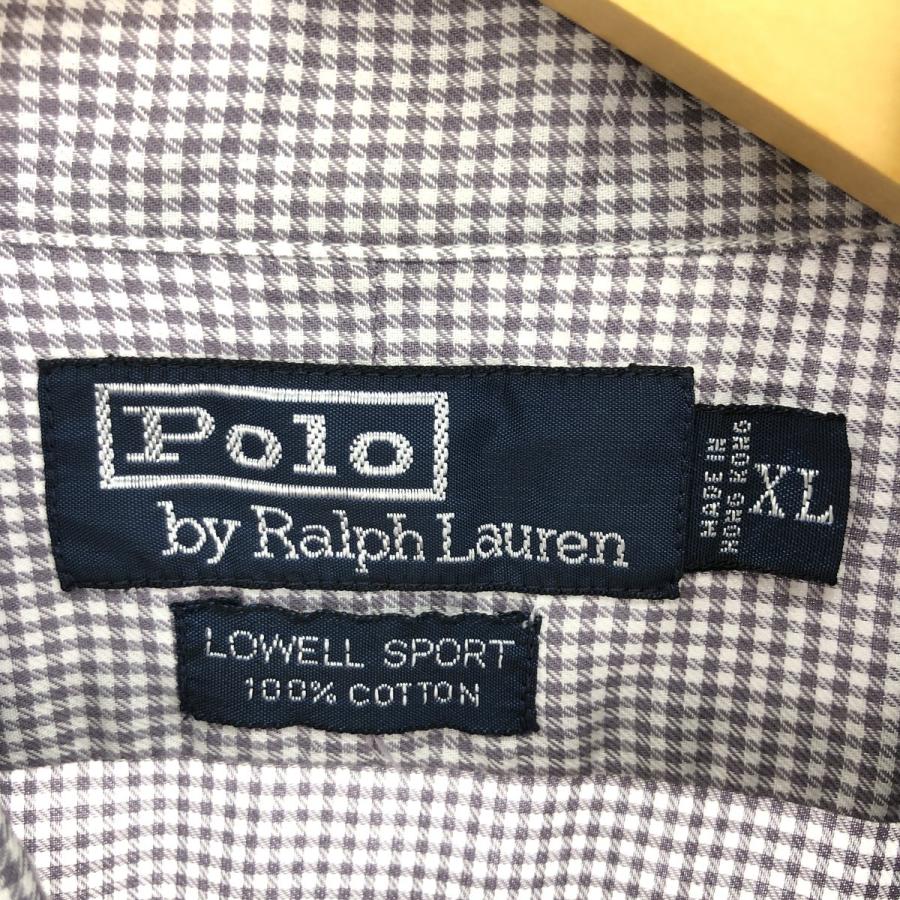 Polo
by Ralph Lauren
MADE IN
HONG KONG
XL
LOWELL SPORT
100% COTTON